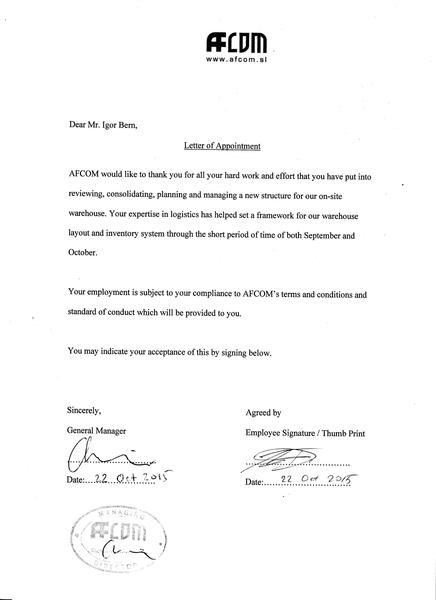 AFCOM
www.afcom.sl
Dear Mr. Igor Bern,
Letter of Appointment
AFCOM would like to thank you for all your hard work and effort that you have put into
reviewing, consolidating, planning and managing a new structure for our on-site
warehouse. Your expertise in logistics has helped set a framework for our warehouse
layout and inventory system through the short period of time of both September and
October.
Your employment is subject to your compliance to AFCOM's terms and conditions and
standard of conduct which will be provided to you.
You may indicate your acceptance of this by signing below.
Sincerely,
General Manager
Date:...22 Oct 2015
Agreed by
Employee Signature / Thumb Print
Date:...22 Oct 2015
MANAGING
AFCOM
DIRECTOR